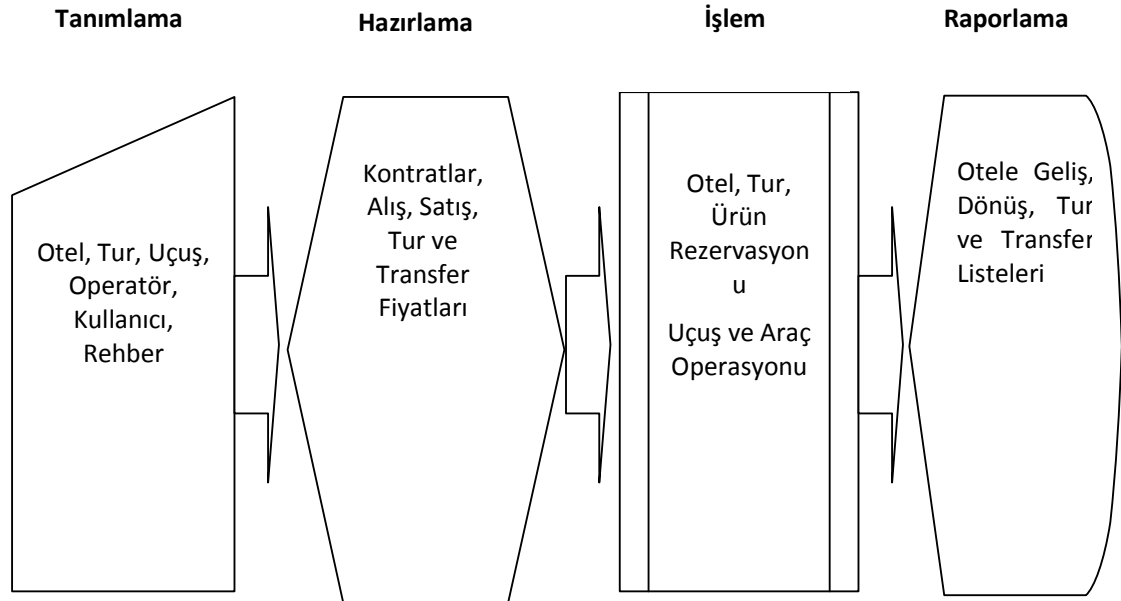 Tanımlama
Hazırlama
İşlem
Raporlama
Otel, Tur, Uçuş,
Operatör,
Kullanıcı,
Rehber
Kontratlar,
Alış, Satış,
Tur ve
Transfer
Fiyatları
Otel, Tur,
Ürün
Rezervasyon
u
Uçuş ve Araç
Operasyonu
Otele Geliş,
Dönüş, Tur
ve Transfer
Listeleri